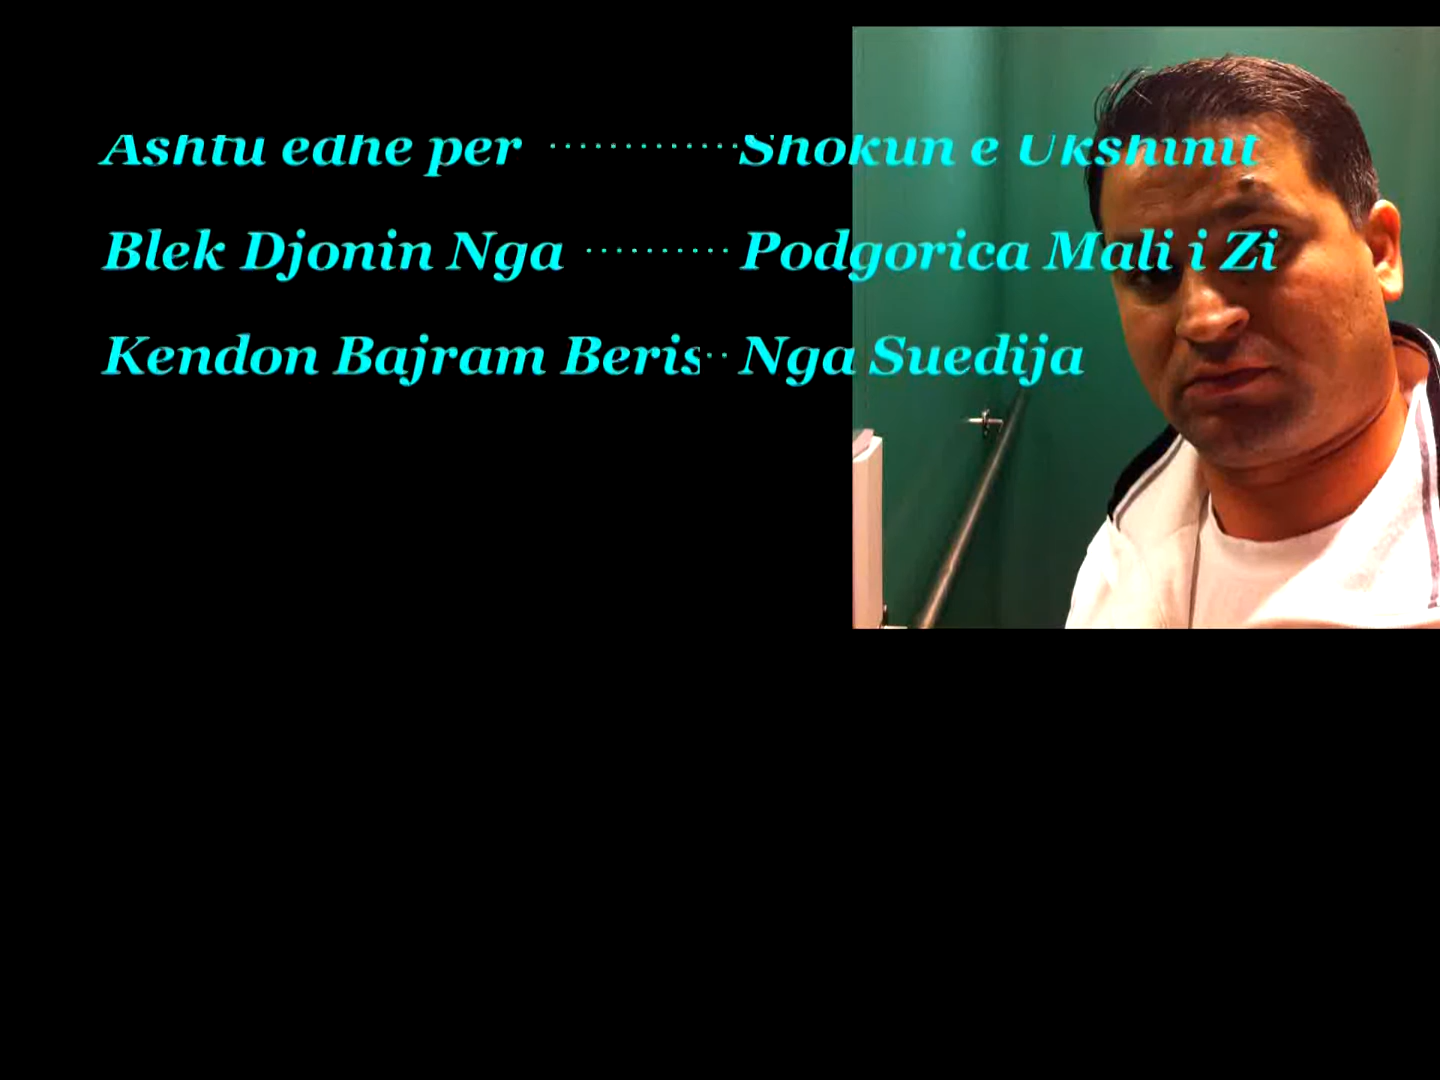 Ashtu edhe per ............ Shokun e Ukshinit
Blek Djonin Nga ......... Podgorica Mali i Zi
Kendon Bajram Beris .. Nga Suedija